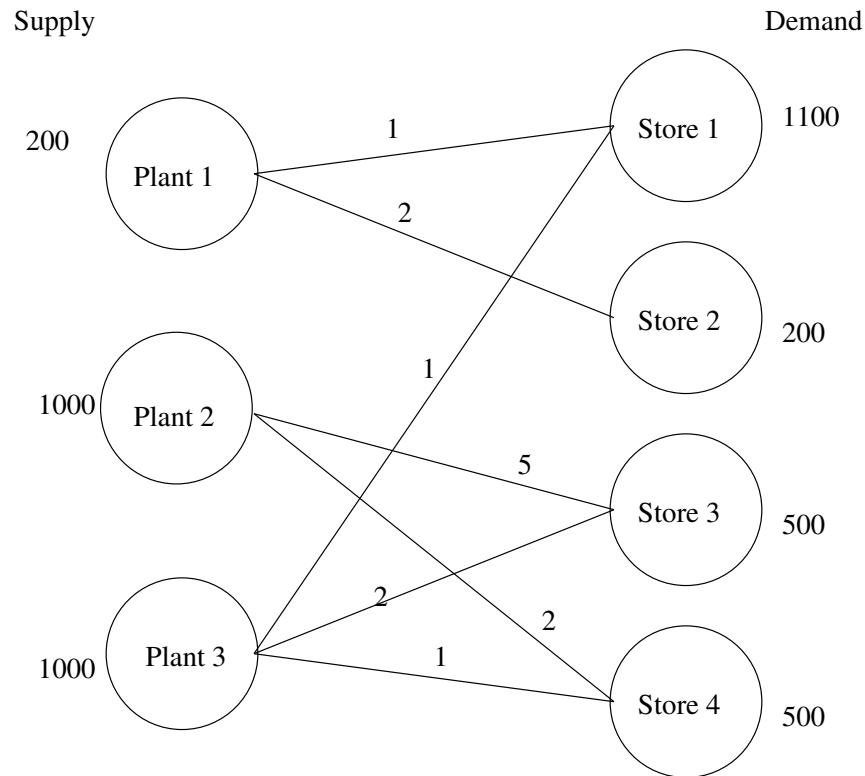 Supply
Demand
200
Plant 1
1
2
Store 1
1100
Store 2
200
1000
Plant 2
1
5
Store 3
500
1000
Plant 3
2
2
1
Store 4
500